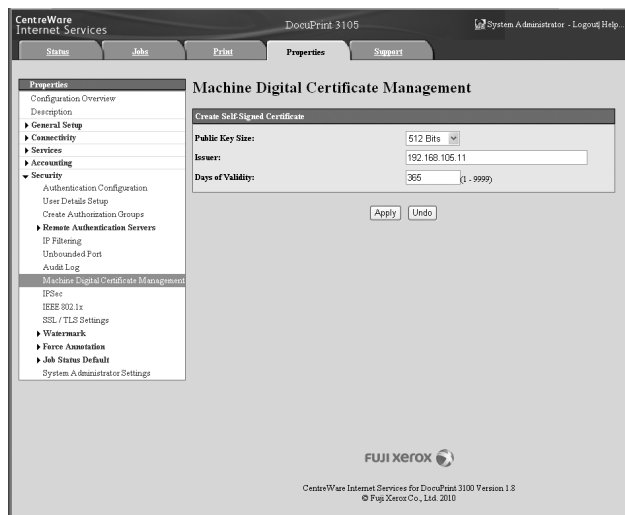 CentreWare
Internet Services
DocuPrint 3105
System Administrator - Logout| Help...
Status
Jobs
Print
Properties
Support
Properties
Configuration Overview
Description
General Setup
Connectivity
Services
Accounting
Security
Authentication Configuration
User Details Setup
Create Authorization Groups
Remote Authentication Servers
IP Filtering
Unbounded Port
Audit Log
Machine Digital Certificate Management
IPSec
IEEE 802.1x
SSL / TLS Settings
Watermark
Force Annotation
Job Status Default
System Administrator Settings
Machine Digital Certificate Management
Create Self-Signed Certificate
Public Key Size: 512 Bits
Issuer: 192.168.105.11
Days of Validity: 365 (1 - 9999)
Apply Undo
FUJI xerox
CentreWare Internet Services for DocuPrint 3100 Version 1.8
© Fuji Xerox Co., Ltd. 2010